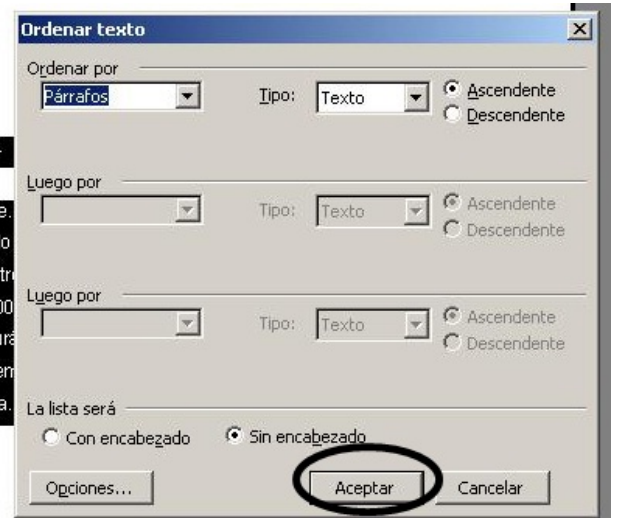 Ordenar texto
Ordenar por
Párrafos Tipo: Texto Ascendente
Descendente
Luego por
Tipo: Texto Ascendente
Descendente
Luego por
Tipo: Texto Ascendente
Descendente
La lista será
Con encabezado Sin encabezado
Opciones... Aceptar Cancelar